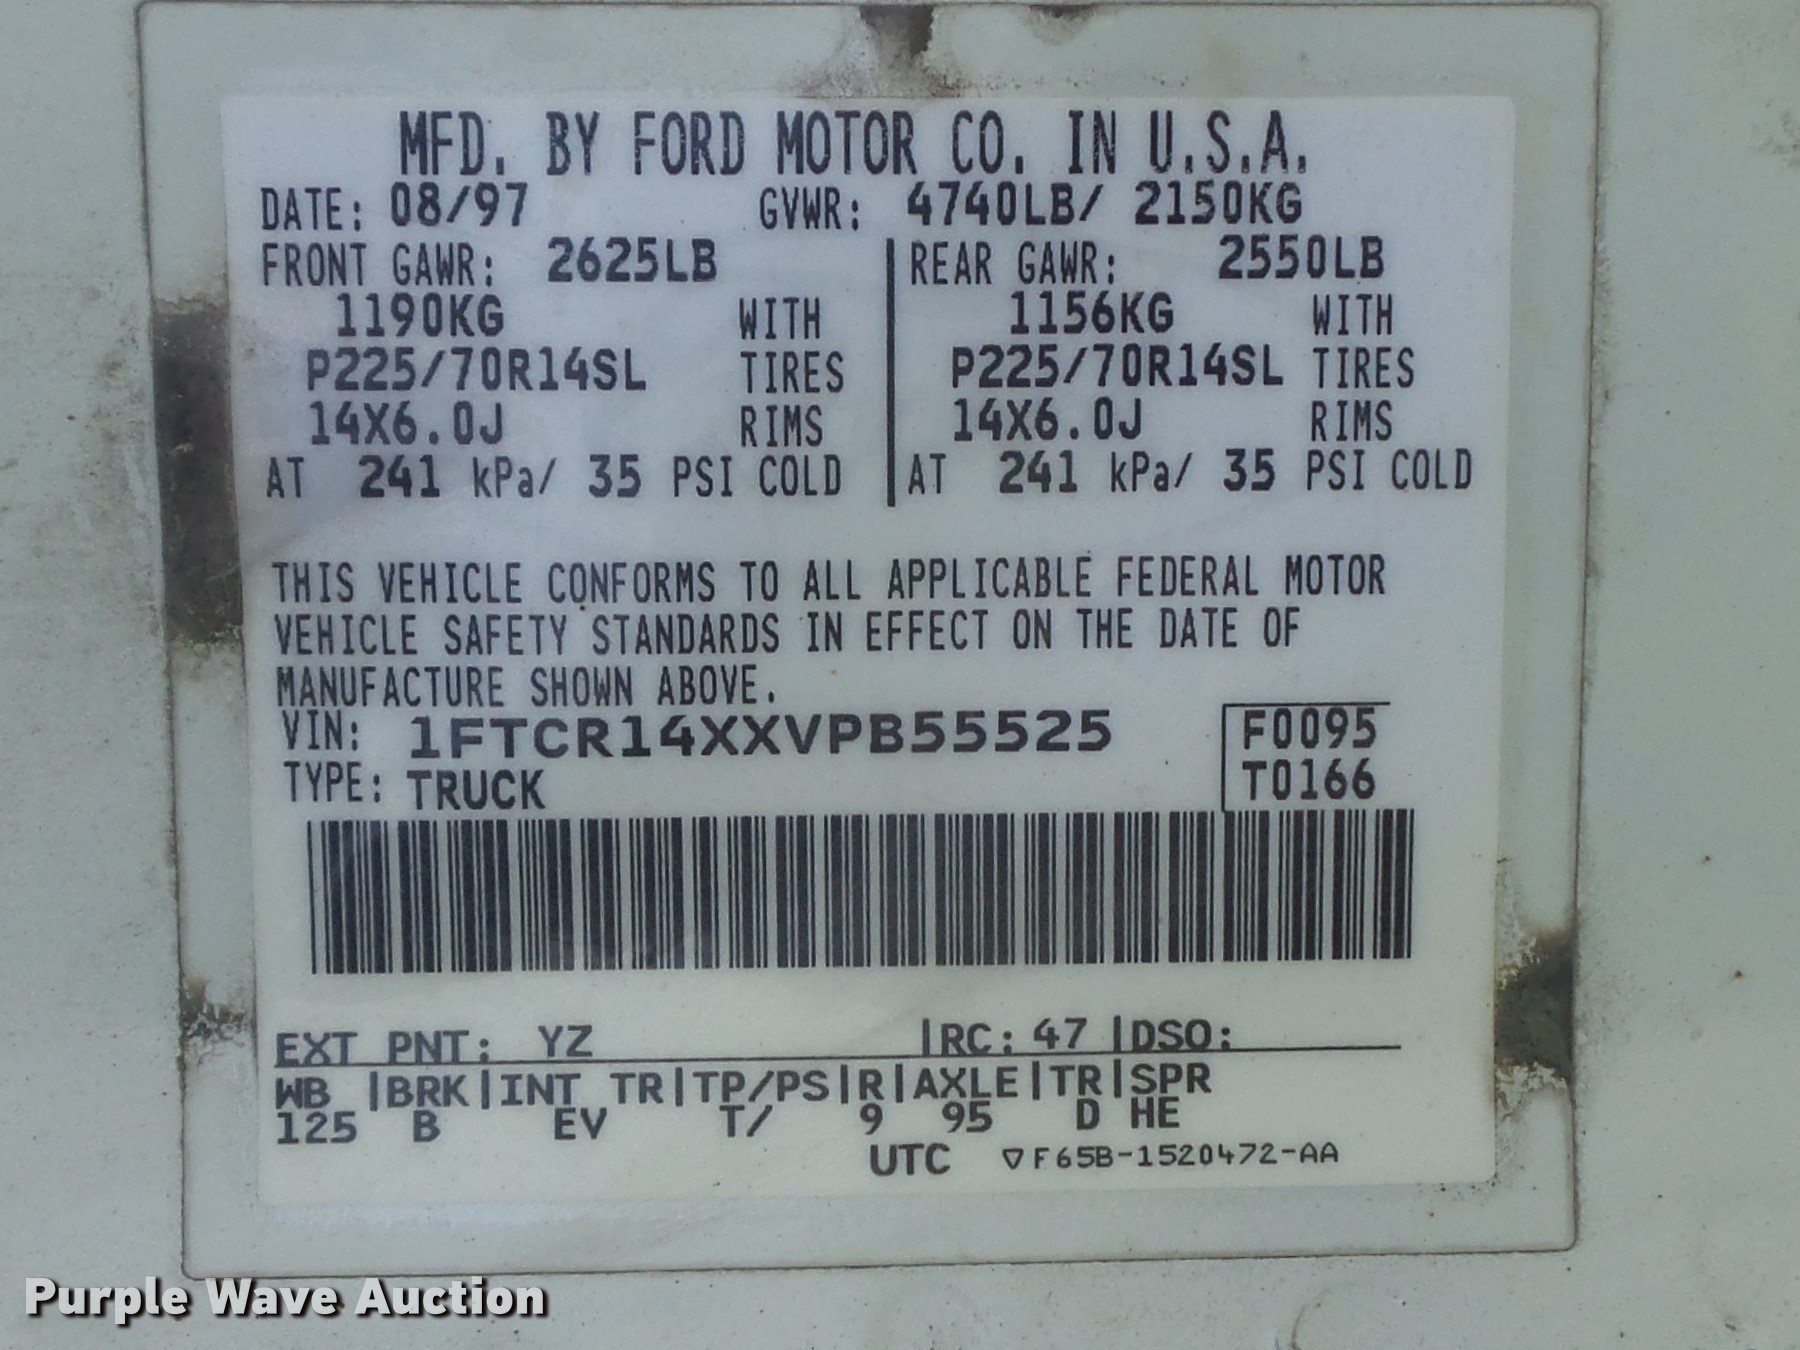 MFD. BY FORD MOTOR CO. IN U.S.A.
DATE: 08/97 GVWR: 4740LB/ 2150KG
FRONT GAWR: 2625LB REAR GAWR: 2550LB
1190KG WITH 1156KG WITH
P225/70R14SL TIRES P225/70R14SL TIRES
14X6.0J RIMS 14X6.0J RIMS
AT 241 kPa/ 35 PSI COLD AT 241 kPa/ 35 PSI COLD
THIS VEHICLE CONFORMS TO ALL APPLICABLE FEDERAL MOTOR
VEHICLE SAFETY STANDARDS IN EFFECT ON THE DATE OF
MANUFACTURE SHOWN ABOVE.
VIN: 1FTCR14XXVPB55525 F0095
TYPE: TRUCK T0166
EXT PNT: YZ |RC: 47 |DSO:
WB |BRK|INT TR|TP/PS|R|AXLE|TR|SPR
125 B EV T/ 9 95 D HE
UTC ▽F65B-1520472-AA
Purple Wave Auction